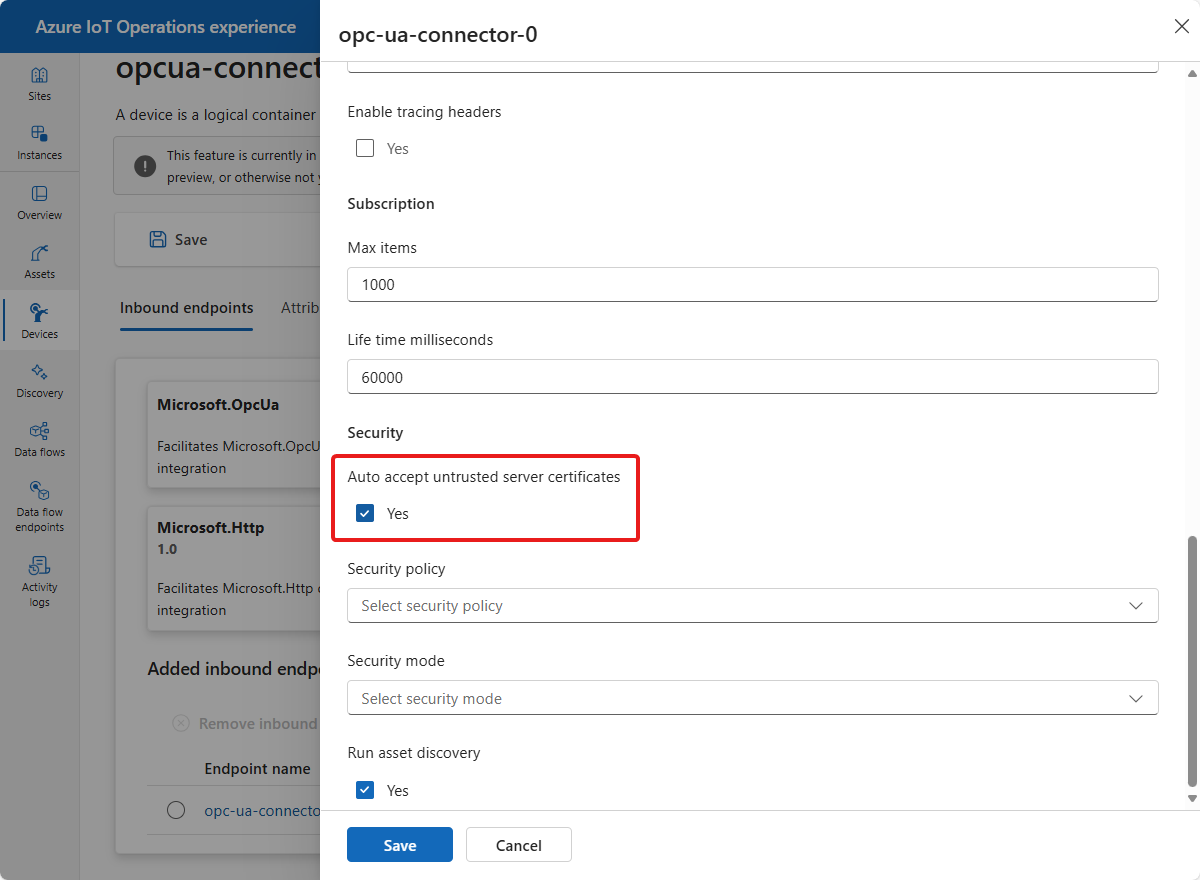 Azure IoT Operations experience
Sites
Instances
Overview
Assets
Devices
Discovery
Data flows
Data flow
endpoints
Activity
logs
opcua-connect
A device is a logical container
This feature is currently in
preview, or otherwise not
Save
Inbound endpoints
Attrib
Microsoft.OpcUa
Facilitates Microsoft.OpcU
integration
Microsoft.Http
1.0
Facilitates Microsoft.Http
integration
Added inbound endp
Remove inbound
Endpoint name
opc-ua-connecto
opc-ua-connector-0
Enable tracing headers
Yes
Subscription
Max items
1000
Life time milliseconds
60000
Security
Auto accept untrusted server certificates
Yes
Security policy
Select security policy
Security mode
Select security mode
Run asset discovery
Yes
Save
Cancel